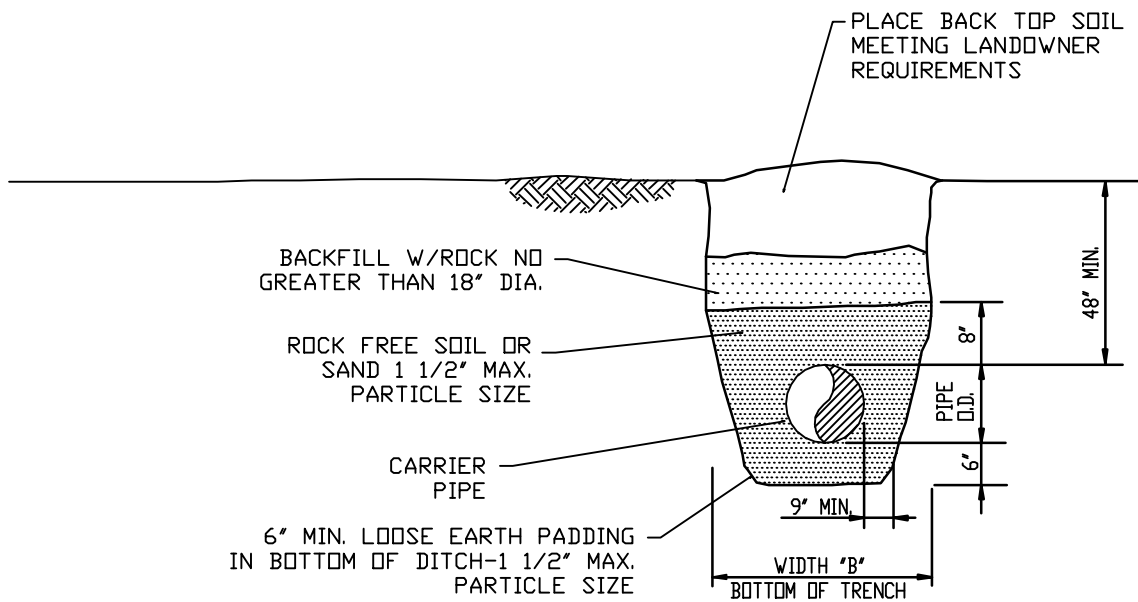 PLACE BACK TOP SOIL
MEETING LANDOWNER
REQUIREMENTS
BACKFILL W/ROCK NO
GREATER THAN 18" DIA.
48" MIN.
8"
ROCK FREE SOIL OR
SAND 1 1/2" MAX.
PARTICLE SIZE
PIPE
O.D.
CARRIER
PIPE
6"
9" MIN.
6" MIN. LOOSE EARTH PADDING
IN BOTTOM OF DITCH-1 1/2" MAX.
PARTICLE SIZE
WIDTH "B"
BOTTOM OF TRENCH